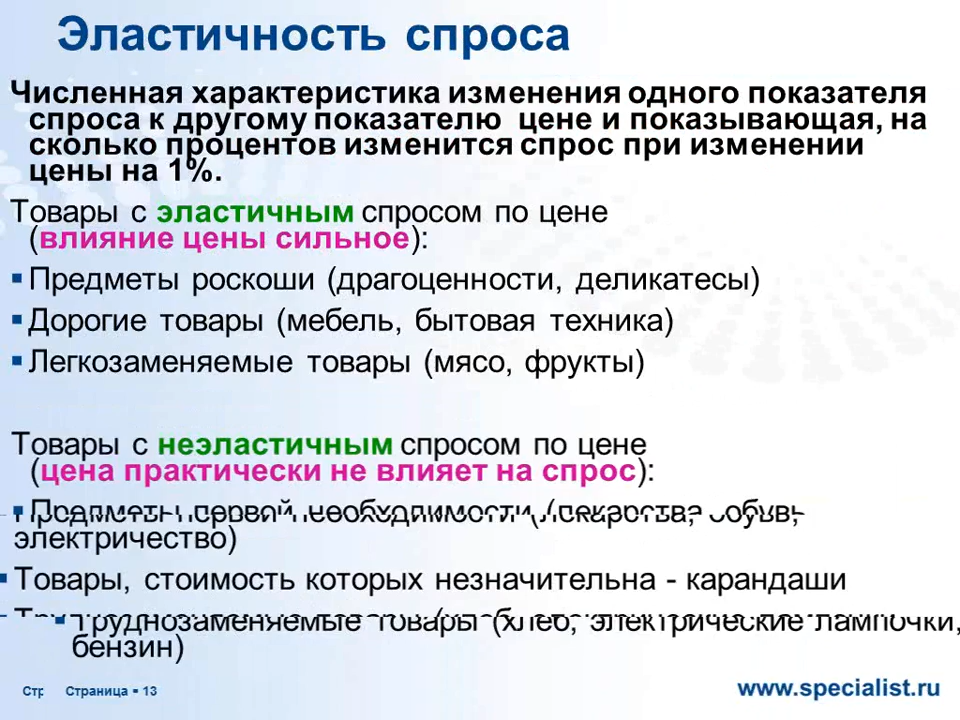 Эластичность спроса
Численная характеристика изменения одного показателя
спроса к другому показателю цене и показывающая, на
сколько процентов изменится спрос при изменении
цены на 1%.
Товары с эластичным спросом по цене
(влияние цены сильное):
▪ Предметы роскоши (драгоценности, деликатесы)
▪ Дорогие товары (мебель, бытовая техника)
▪ Легкозаменяемые товары (мясо, фрукты)
Товары с неэластичным спросом по цене
(цена практически не влияет на спрос):
▪ Предметы первой необходимости (лекарства, обувь,
электричество)
▪ Товары, стоимость которых незначительна - карандаши
▪ Труднозаменяемые товары (хлеб, электрические лампочки,
бензин)
Стр Страница ▪ 13
www.specialist.ru